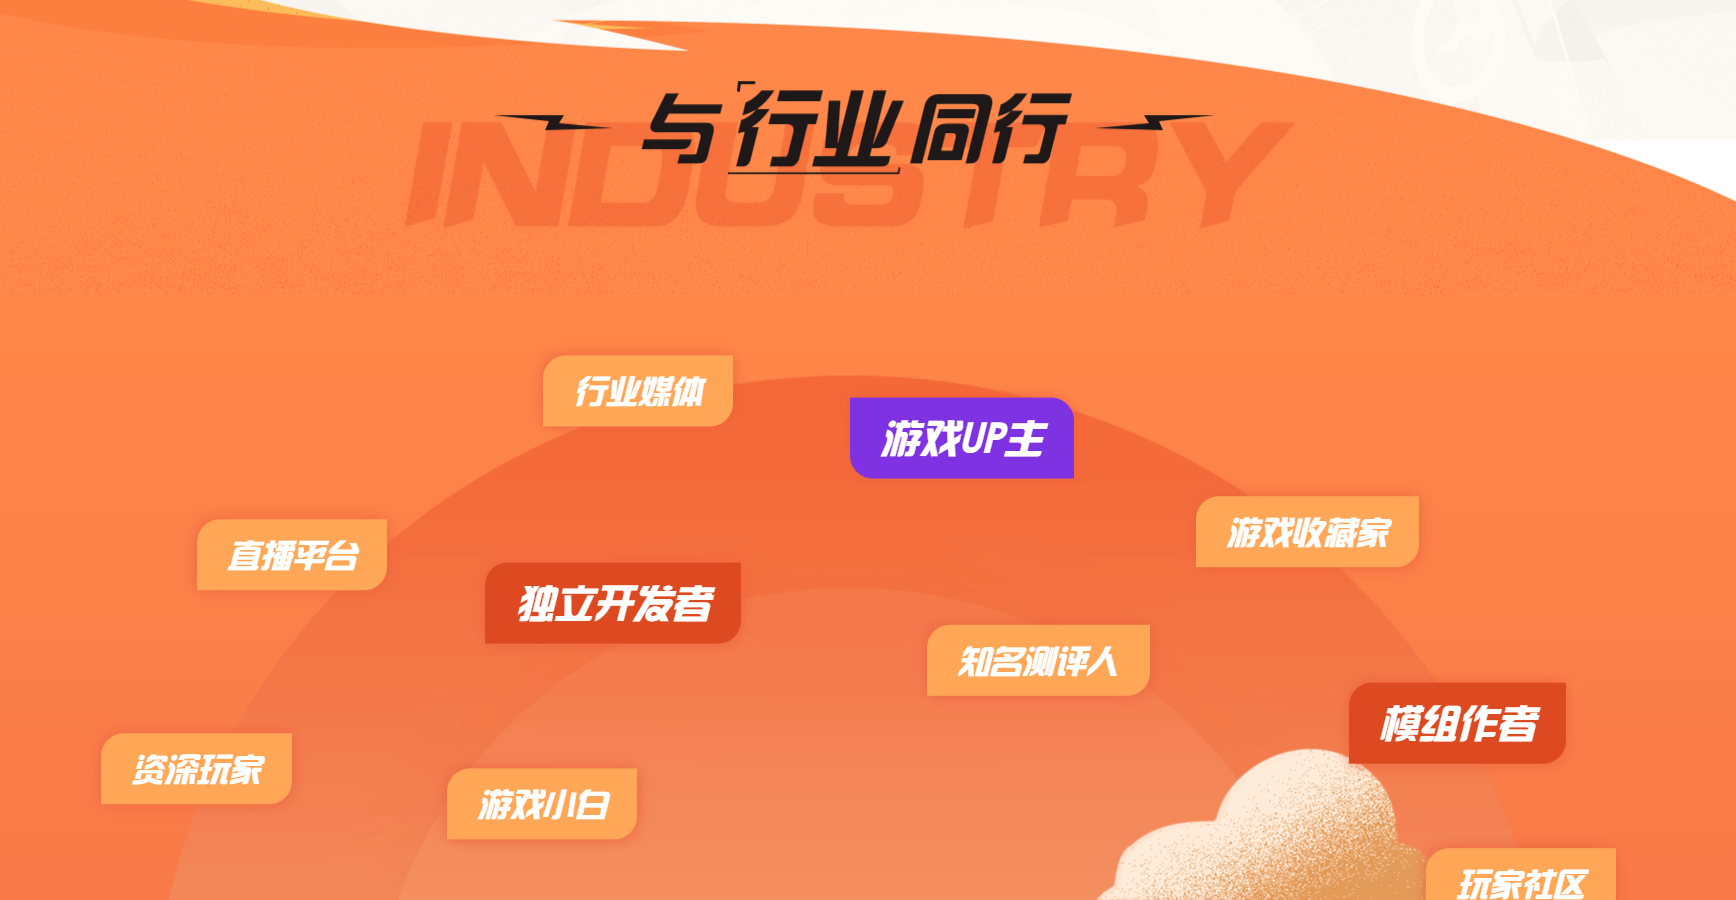 与行业同行
INDUSTRY
行业媒体
游戏UP主
游戏收藏家
直播平台
独立开发者
知名测评人
模组作者
资深玩家
游戏小白
玩家社区